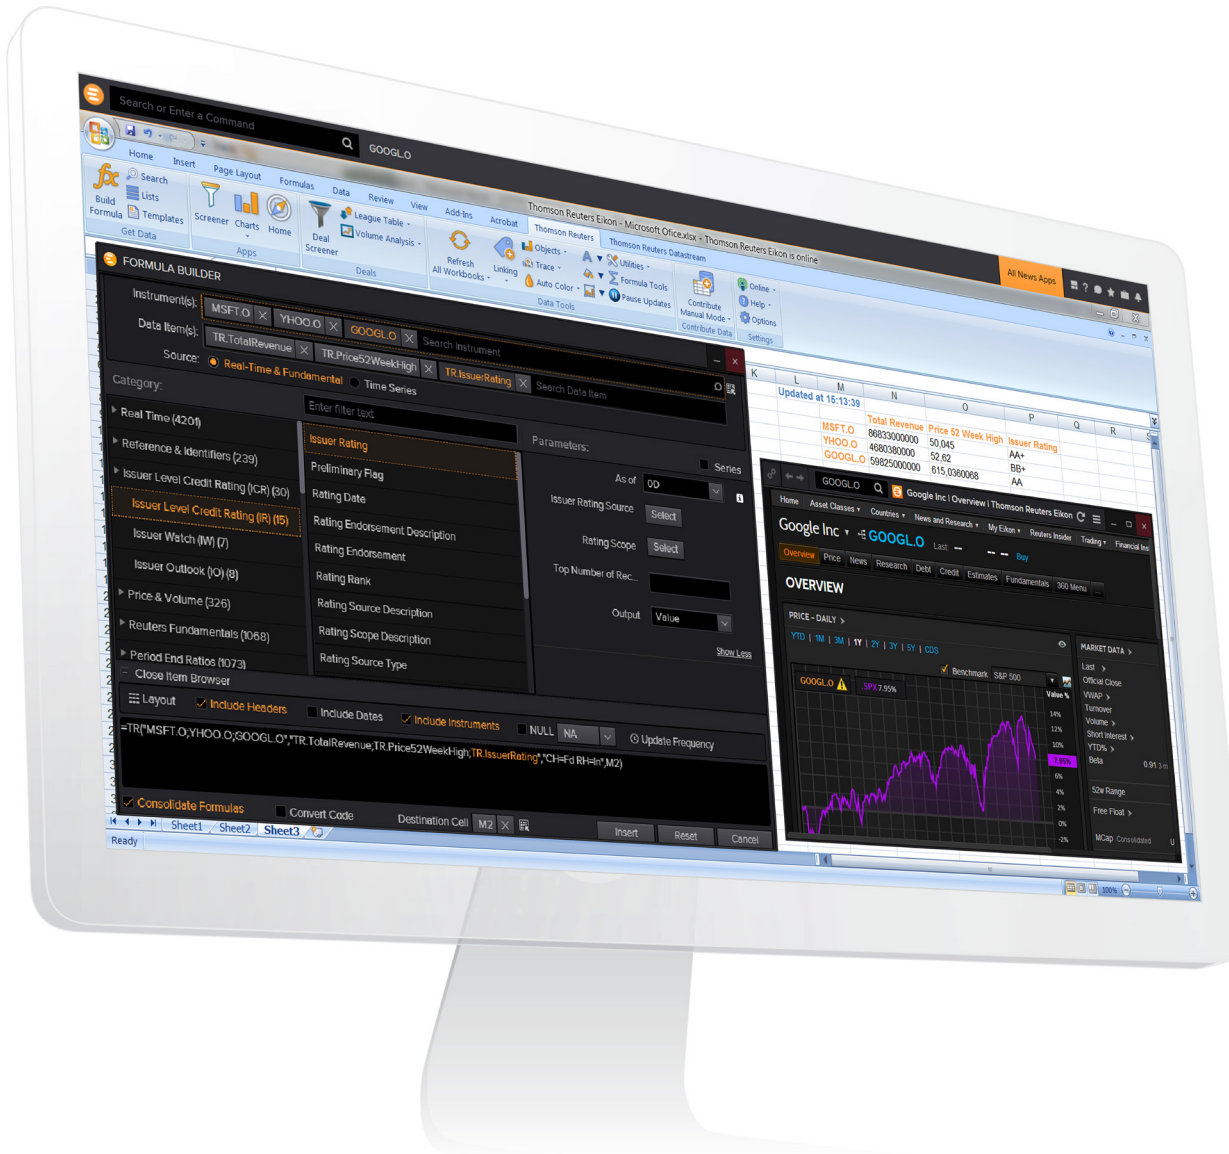 Search or Enter a Command
GOOGL.O
All News Apps
Thomson Reuters Eikon - Microsoft Ofice.xlsx - Thomson Reuters Eikon is online
Home Insert Page Layout Formulas Data Review View Add-Ins Acrobat Thomson Reuters Thomson Reuters Datastream
Build Formula
Search
Lists
Templates
Get Data
Screener Charts Home
Apps
Deal Screener
League Table
Volume Analysis
Deals
Refresh All Workbooks
Linking
Objects
Trace
Auto Color
Utilities
Formula Tools
Pause Updates
Data Tools
Contribute Manual Mode
Contribute Data
Online
Help
Options
Settings
FORMULA BUILDER
Instrument(s): MSFT.O YHOO.O GOOGL.O Search Instrument
Data Item(s): TR.TotalRevenue TR.Price52WeekHigh TR.IssuerRating Search Data Item
Source: Real-Time & Fundamental Time Series
Category:
Enter filter text
Real Time (4201)
Reference & Identifiers (239)
Issuer Level Credit Rating (ICR) (30)
Issuer Level Credit Rating (IR) (15)
Issuer Watch (IW) (7)
Issuer Outlook (IO) (8)
Price & Volume (326)
Reuters Fundamentals (1068)
Period End Ratios (1073)
Issuer Rating
Preliminary Flag
Rating Date
Rating Endorsement Description
Rating Endorsement
Rating Rank
Rating Source Description
Rating Scope Description
Rating Source Type
Parameters:
Series
As of 0D
Issuer Rating Source Select
Rating Scope Select
Top Number of Rec...
Output Value
Show Less
Close Item Browser
Layout Include Headers Include Dates Include Instruments NULL NA Update Frequency
=TR("MSFT.O;YHOO.O;GOOGL.O","TR.TotalRevenue;TR.Price52WeekHigh;TR.IssuerRating","CH=Fd RH=In",M2)
Consolidate Formulas Convert Code Destination Cell M2 Insert Reset Cancel
Sheet1 Sheet2 Sheet3
Ready
100%
K L M N O P Q R S
Updated at 15:13:39
Total Revenue Price 52 Week High Issuer Rating
MSFT.O 86833000000 50,045 AA+
YHOO.O 4680380000 52,62 BB+
GOOGL.O 59825000000 615,0360068 AA
GOOGL.O
Google Inc | Overview | Thomson Reuters Eikon
Home Asset Classes Countries News and Research My Eikon Reuters Insider Trading Financial Ins
Google Inc GOOGL.O Last: -- -- -- Buy
Overview Price News Research Debt Credit Estimates Fundamentals 360 Menu ...
OVERVIEW
PRICE - DAILY
YTD | 1M | 3M | 1Y | 2Y | 3Y | 5Y | CDS
Benchmark S&P 500
GOOGL.O
.SPX 7.95%
Value %
14%
12%
10%
7.95%
6%
4%
2%
0%
-2%
MARKET DATA
Last
Official Close
VWAP
Turnover
Volume
Short Interest
YTD%
Beta 0.91 3 m
52w Range
Free Float
MCap Consolidated U